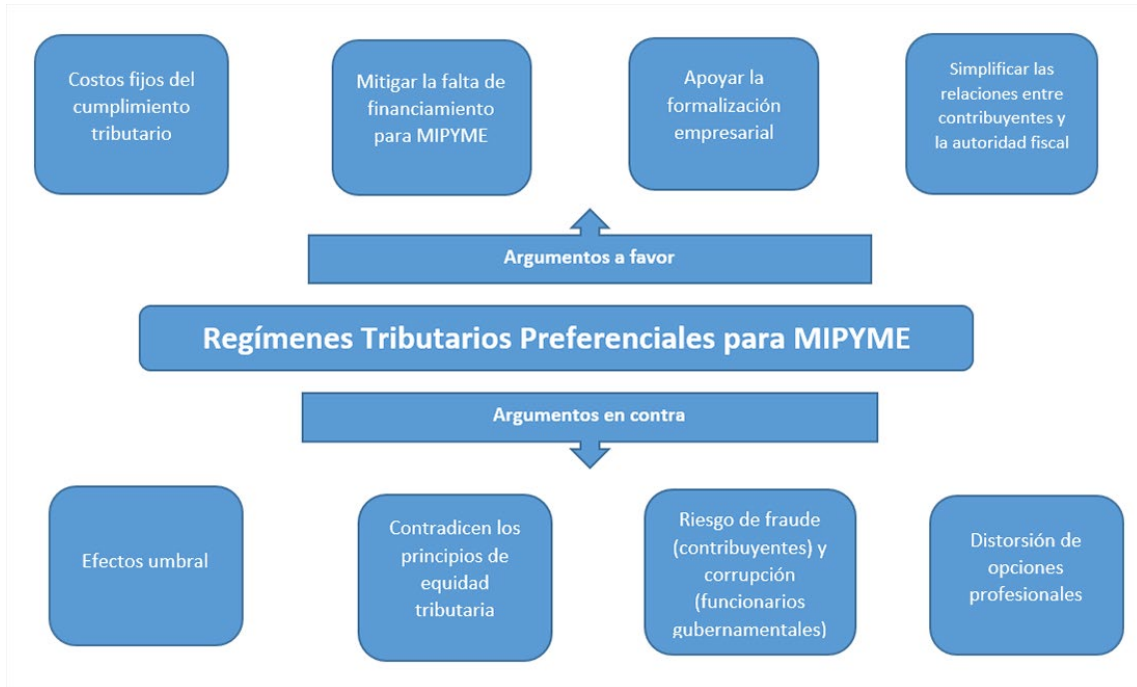 Costos fijos del
cumplimiento
tributario
Mitigar la falta de
financiamiento
para MIPYME
Apoyar la
formalización
empresarial
Simplificar las
relaciones entre
contribuyentes y
la autoridad fiscal
Argumentos a favor
Regímenes Tributarios Preferenciales para MIPYME
Argumentos en contra
Efectos umbral
Contradicen los
principios de
equidad
tributaria
Riesgo de fraude
(contribuyentes) y
corrupción
(funcionarios
gubernamentales)
Distorsión de
opciones
profesionales